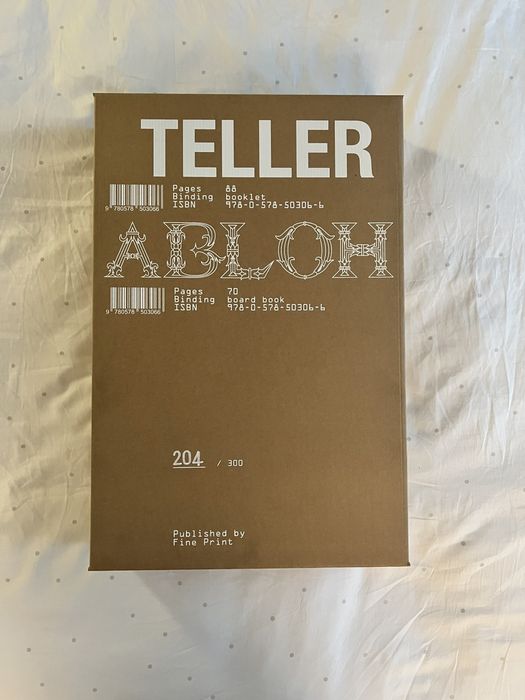 TELLER
Pages 88
Binding booklet
ISBN 978-0-578-50306-6
9 780578 503066
ABLOH
Pages 70
Binding board book
ISBN 978-0-578-50306-6
9 780578 503066
204 / 300
Published by
Fine Print